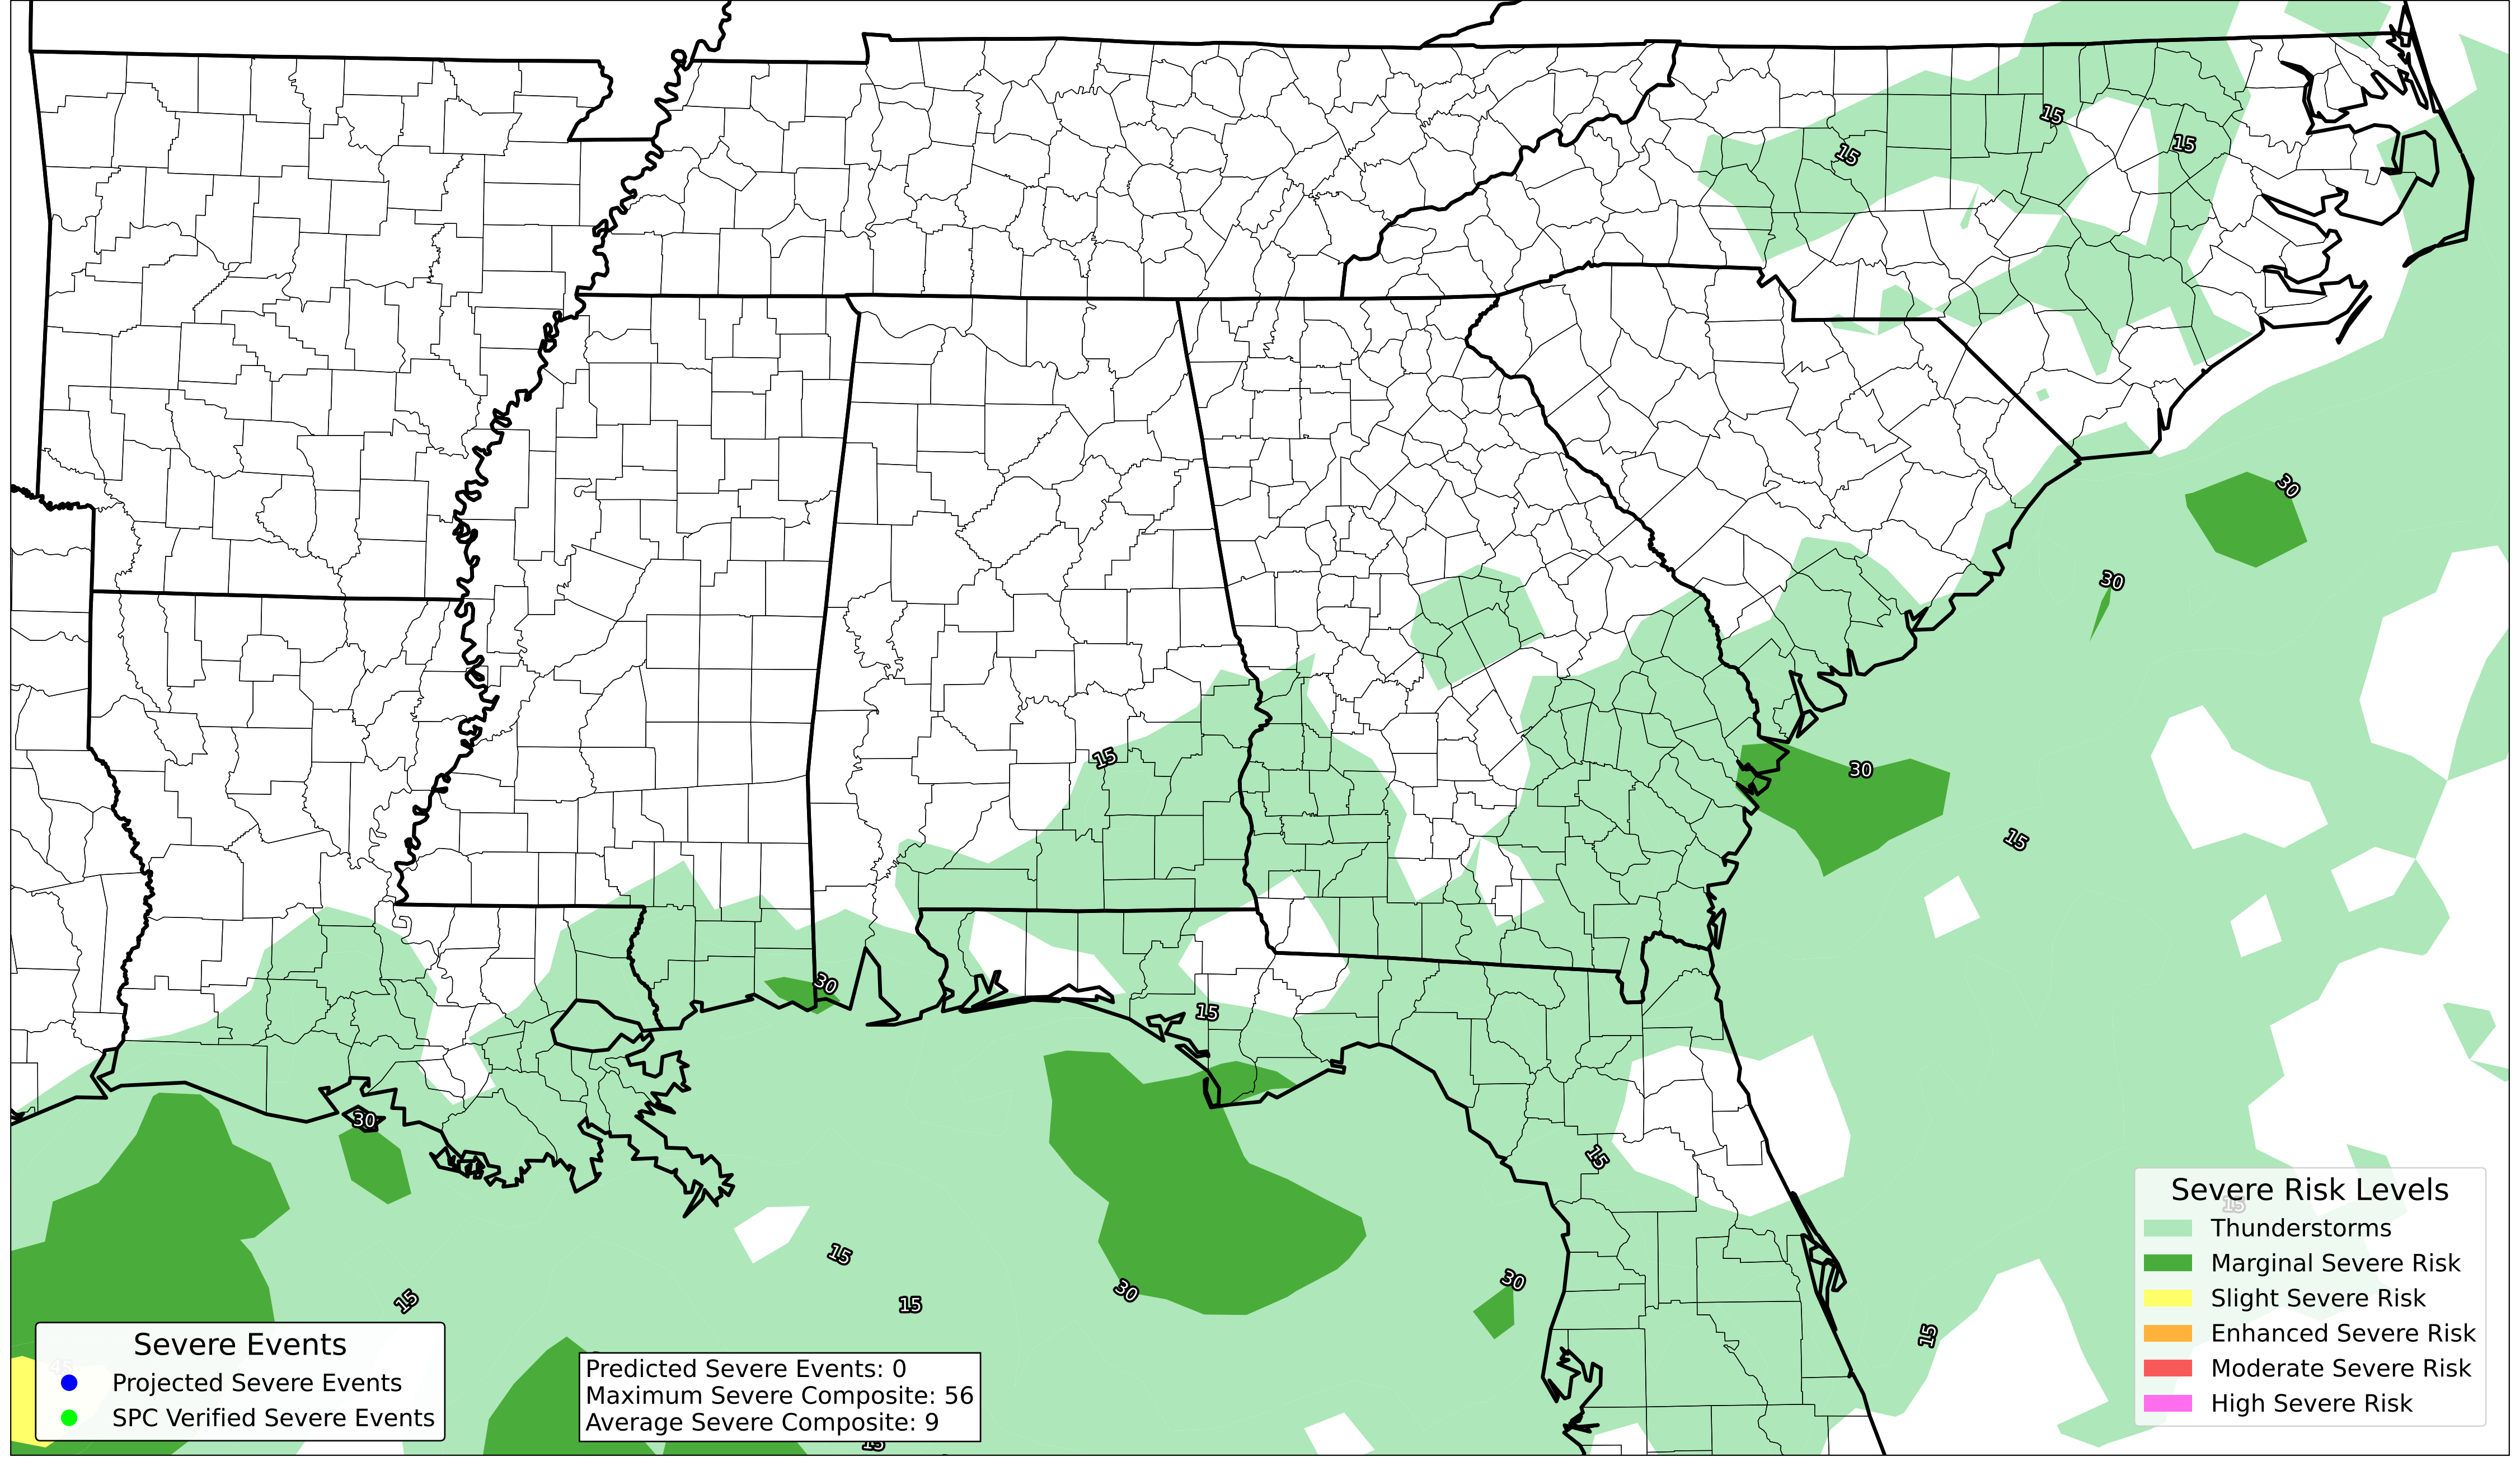 15
15
15
30
30
15
30
15
30
15
30
15
15
15
30
30
15
15
15
15
45
Severe Risk Levels
Thunderstorms
Marginal Severe Risk
Slight Severe Risk
Enhanced Severe Risk
Moderate Severe Risk
High Severe Risk
Severe Events
Projected Severe Events
SPC Verified Severe Events
Predicted Severe Events: 0
Maximum Severe Composite: 56
Average Severe Composite: 9